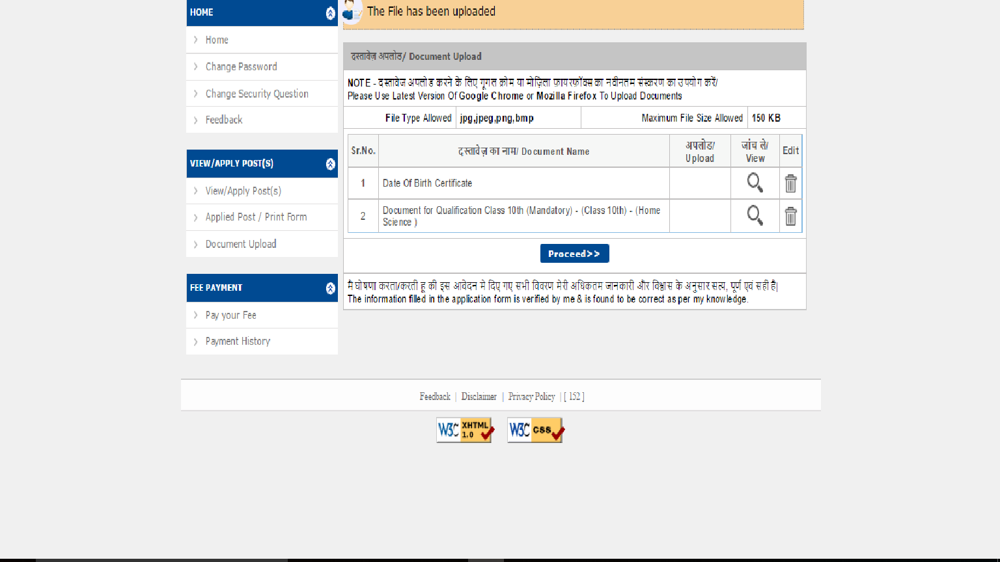 HOME
Home
Change Password
Change Security Question
Feedback
VIEW/APPLY POST(S)
View/Apply Post(s)
Applied Post / Print Form
Document Upload
FEE PAYMENT
Pay your Fee
Payment History
The File has been uploaded
दस्तावेज़ अपलोड/ Document Upload
NOTE - दस्तावेज अपलोड करने के लिए गूगल क्रोम या मोज़िला फ़ायरफ़ॉक्स का नवीनतम संस्करण का उपयोग करें/
Please Use Latest Version Of Google Chrome or Mozilla Firefox To Upload Documents
File Type Allowed jpg,jpeg,png,bmp Maximum File Size Allowed 150 KB
Sr.No. दस्तावेज़ का नाम/ Document Name अपलोड/ Upload जांच ले/ View Edit
1 Date Of Birth Certificate
2 Document for Qualification Class 10th (Mandatory) - (Class 10th) - (Home
Science )
Proceed>>
मै घोषणा करता/करती हू की इस आवेदन मे दिए गए सभी विवरण मेरी अधिकतम जानकारी और विश्वास के अनुसार सत्य, पूर्ण एवं सही है|
The information filled in the application form is verified by me & is found to be correct as per my knowledge.
Feedback | Disclaimer | Privacy Policy | [ 152 ]
W3C XHTML 1.0 W3C CSS